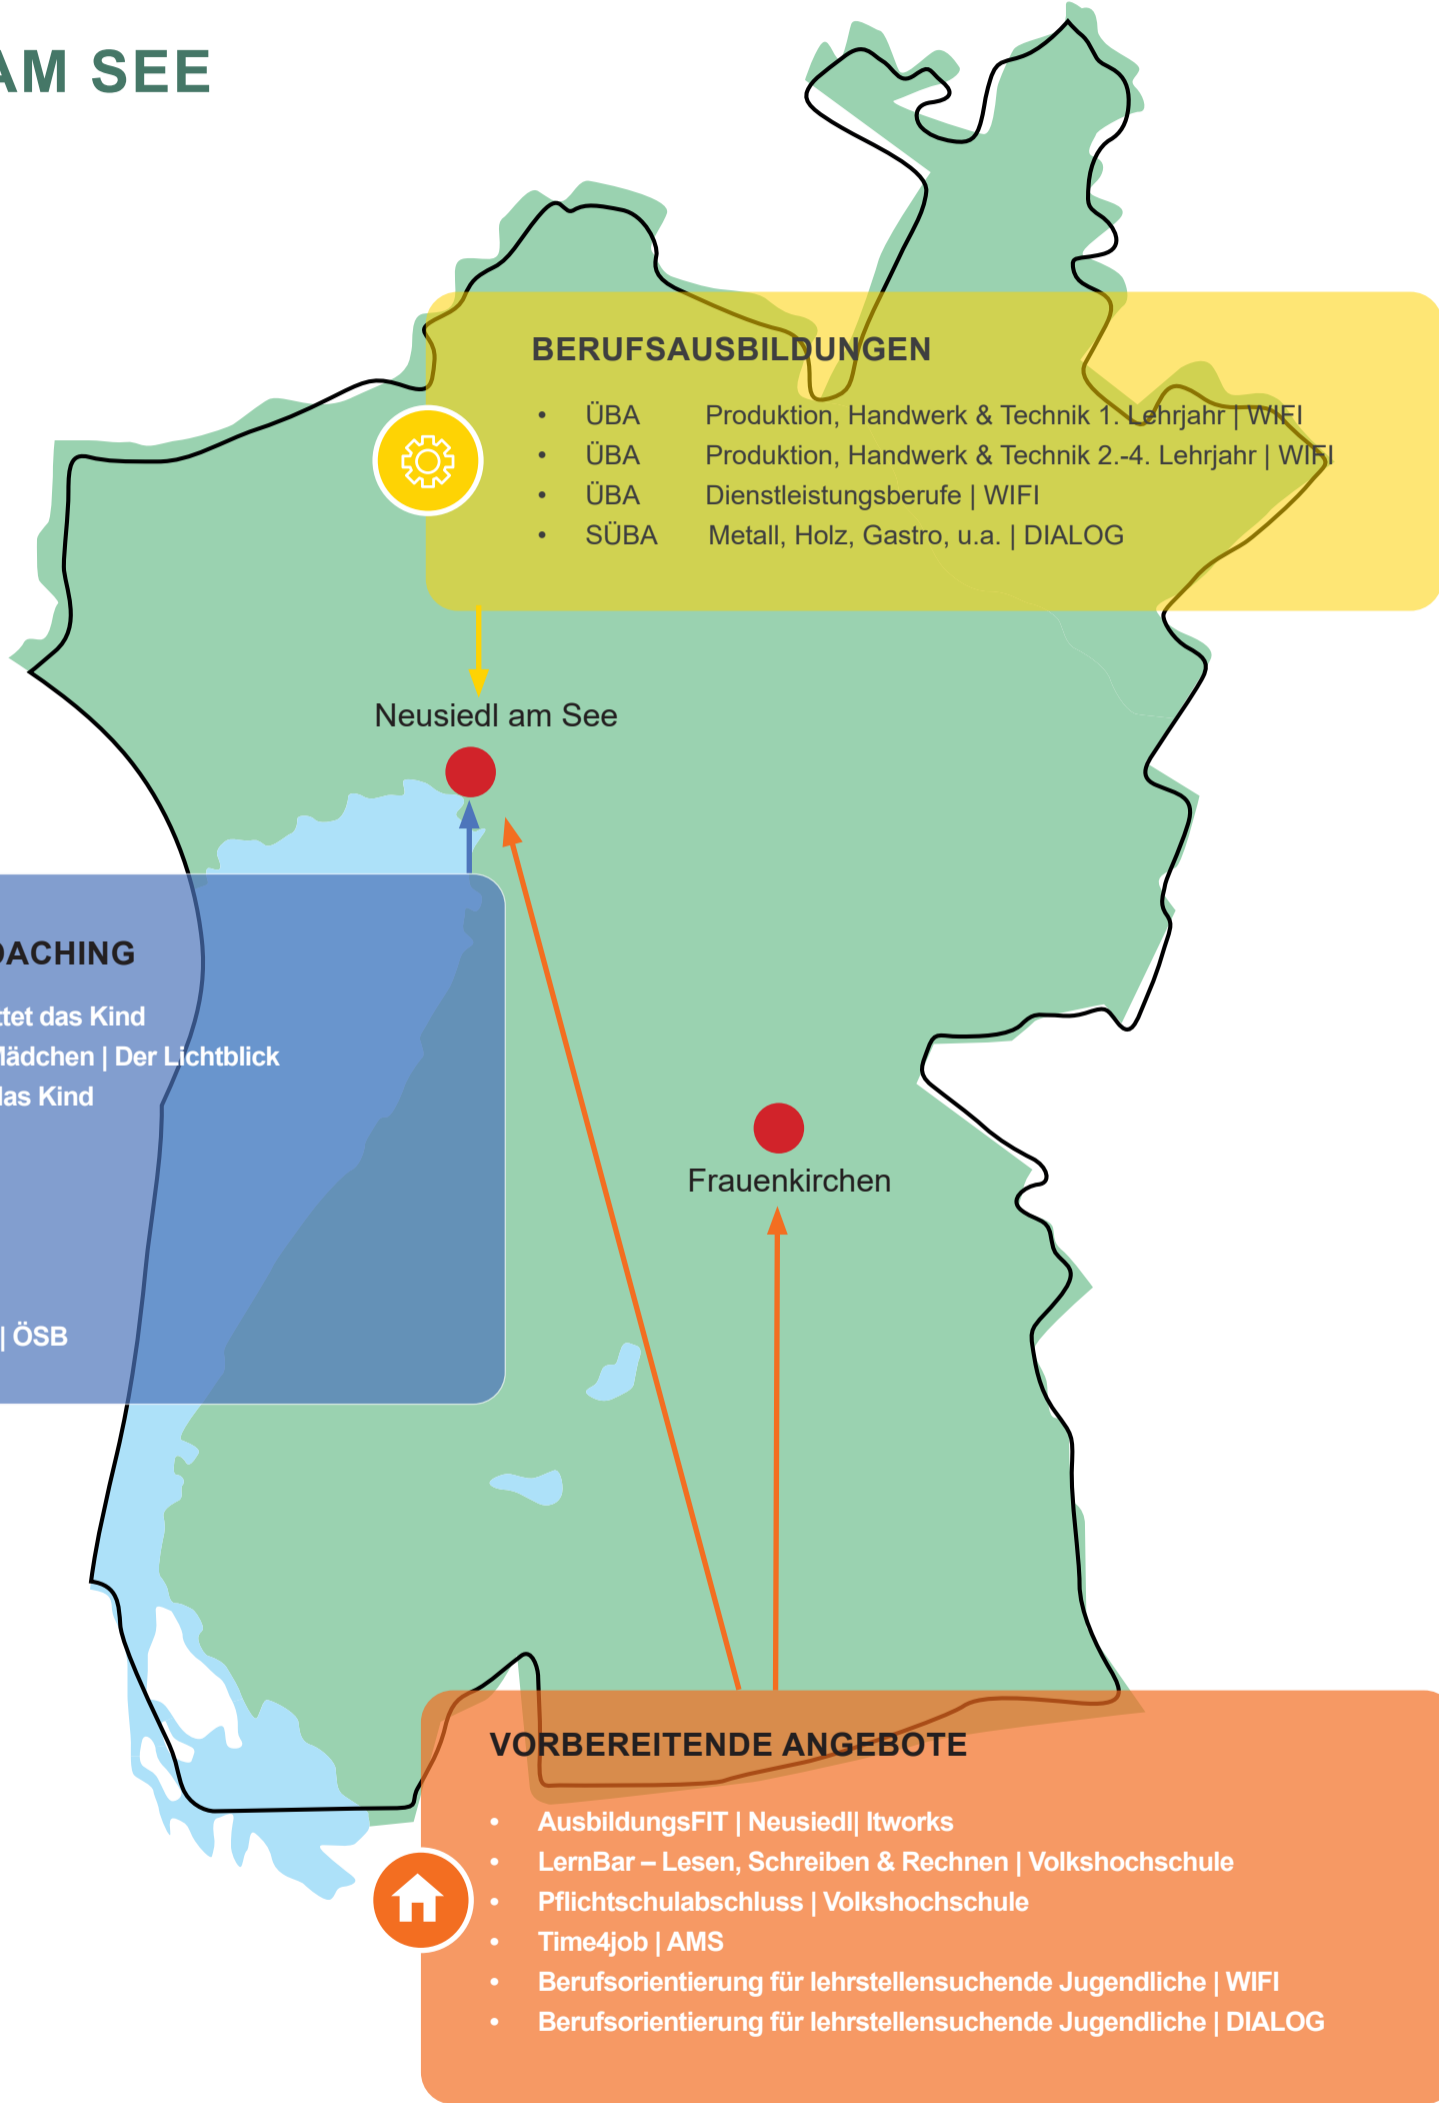 AM SEE
BERUFSAUSBILDUNGEN
• ÜBA Produktion, Handwerk & Technik 1. Lehrjahr | WIFI
• ÜBA Produktion, Handwerk & Technik 2.-4. Lehrjahr | WIFI
• ÜBA Dienstleistungsberufe | WIFI
• SÜBA Metall, Holz, Gastro, u.a. | DIALOG
Neusiedl am See
OACHING
ttet das Kind
Mädchen | Der Lichtblick
das Kind
| ÖSB
Frauenkirchen
VORBEREITENDE ANGEBOTE
• AusbildungsFIT | Neusiedl| Itworks
• LernBar – Lesen, Schreiben & Rechnen | Volkshochschule
• Pflichtschulabschluss | Volkshochschule
• Time4job | AMS
• Berufsorientierung für lehrstellensuchende Jugendliche | WIFI
• Berufsorientierung für lehrstellensuchende Jugendliche | DIALOG